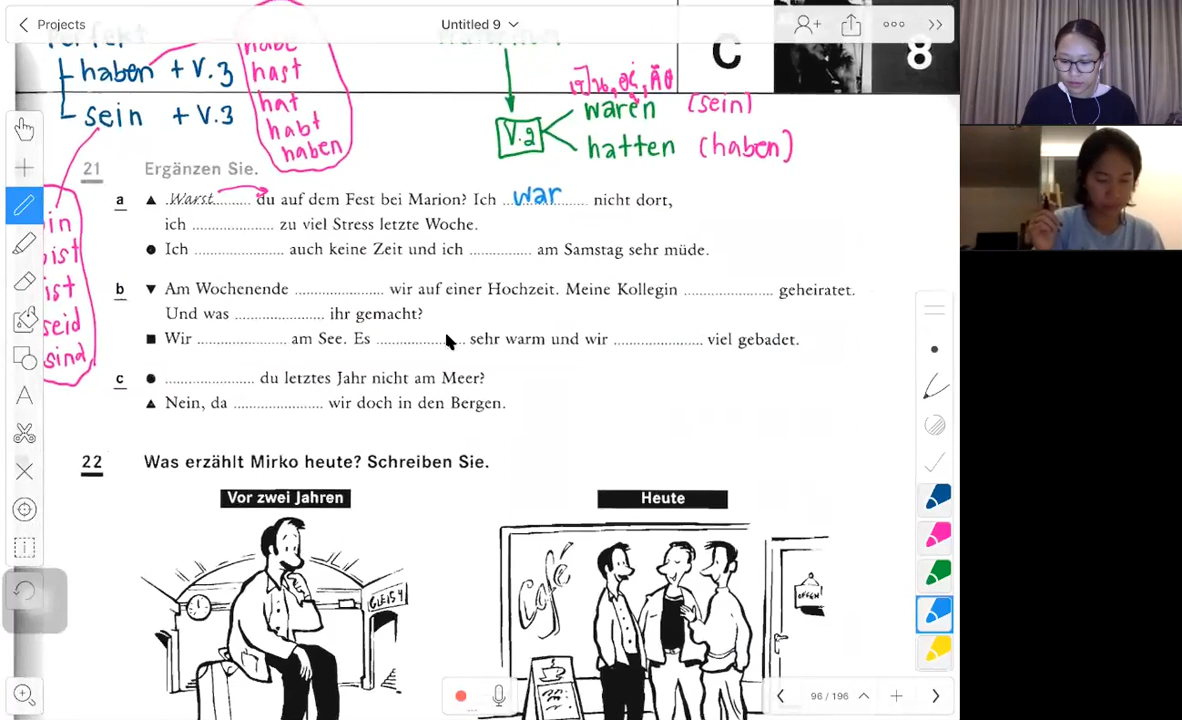 Projects
Untitled 9
habe
haben + V.3
hast
C
8
hat
waren (sein)
sein + V.3
habt
V.2
haben
hatten (haben)
21 Ergänzen Sie.
a ▲ Warst du auf dem Fest bei Marion? Ich war nicht dort,
ich .................... zu viel Stress letzte Woche.
● Ich ...................... auch keine Zeit und ich ............... am Samstag sehr müde.
b ▼ Am Wochenende ...................... wir auf einer Hochzeit. Meine Kollegin ...................... geheiratet.
Und was ...................... ihr gemacht?
■ Wir ...................... am See. Es ...................... sehr warm und wir ...................... viel gebadet.
ist
seid
sind
c ● ...................... du letztes Jahr nicht am Meer?
▲ Nein, da ...................... wir doch in den Bergen.
22 Was erzählt Mirko heute? Schreiben Sie.
Vor zwei Jahren
Heute
Café
GLEIS 4
OFFEN
96 / 196